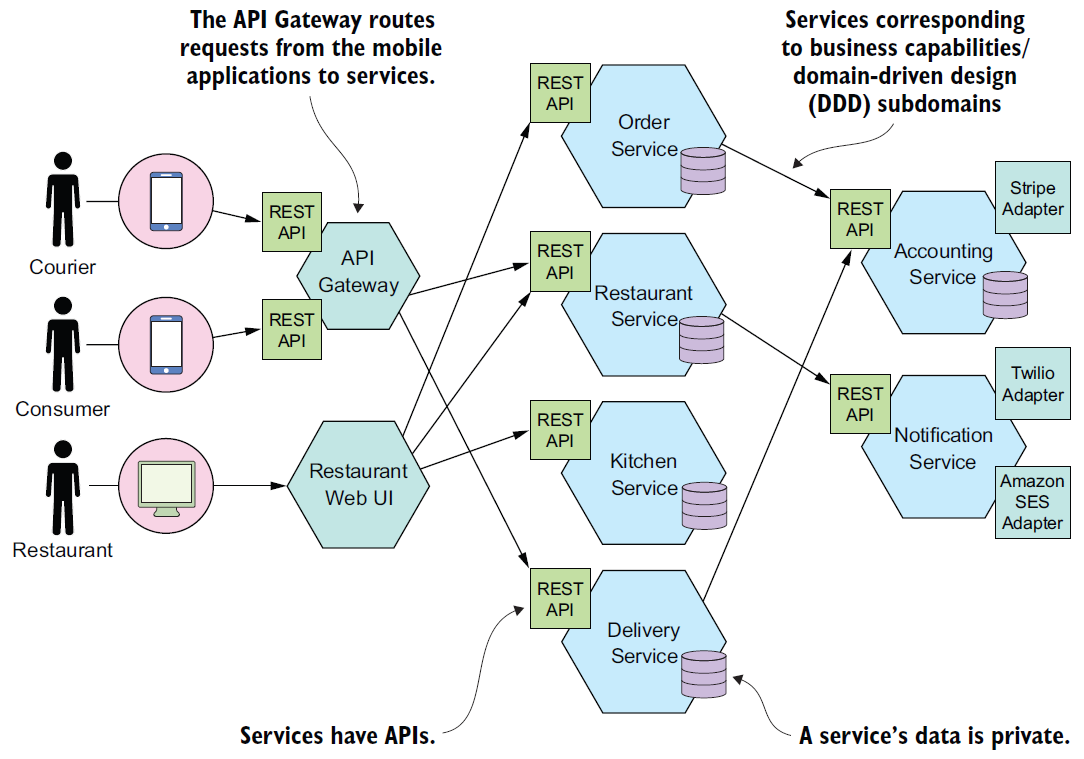 The API Gateway routes
requests from the mobile
applications to services.
Services corresponding
to business capabilities/
domain-driven design
(DDD) subdomains
Courier
Consumer
Restaurant
REST
API
REST
API
API
Gateway
Restaurant
Web UI
REST
API
Order
Service
REST
API
Restaurant
Service
REST
API
Kitchen
Service
REST
API
Delivery
Service
REST
API
Accounting
Service
Stripe
Adapter
REST
API
Notification
Service
Twilio
Adapter
Amazon
SES
Adapter
Services have APIs.
A service’s data is private.